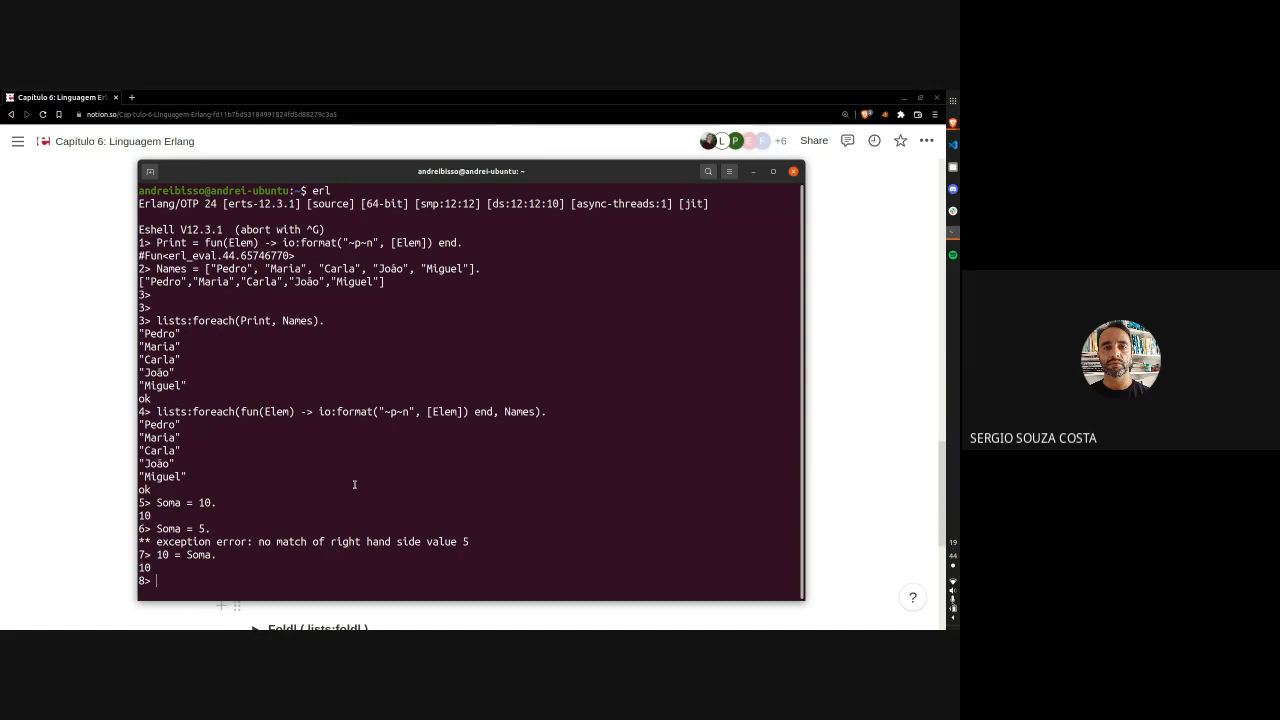 Capítulo 6: Linguagem Erl
notion.so/Cap-tulo-6-Linguagem-Erlang-fd11b7bd53184991824fd5d88279c3a5
Capítulo 6: Linguagem Erlang
L P E F +6 Share
andreibisso@andrei-ubuntu: ~
andreibisso@andrei-ubuntu:~$ erl
Erlang/OTP 24 [erts-12.3.1] [source] [64-bit] [smp:12:12] [ds:12:12:10] [async-threads:1] [jit]
Eshell V12.3.1  (abort with ^G)
1> Print = fun(Elem) -> io:format("~p~n", [Elem]) end.
#Fun<erl_eval.44.65746770>
2> Names = ["Pedro", "Maria", "Carla", "João", "Miguel"].
["Pedro","Maria","Carla","João","Miguel"]
3>
3>
3> lists:foreach(Print, Names).
"Pedro"
"Maria"
"Carla"
"João"
"Miguel"
ok
4> lists:foreach(fun(Elem) -> io:format("~p~n", [Elem]) end, Names).
"Pedro"
"Maria"
"Carla"
"João"
"Miguel"
ok
5> Soma = 10.
10
6> Soma = 5.
** exception error: no match of right hand side value 5
7> 10 = Soma.
10
8>
Foldl ( lists:foldl )
?
19
44
SERGIO SOUZA COSTA